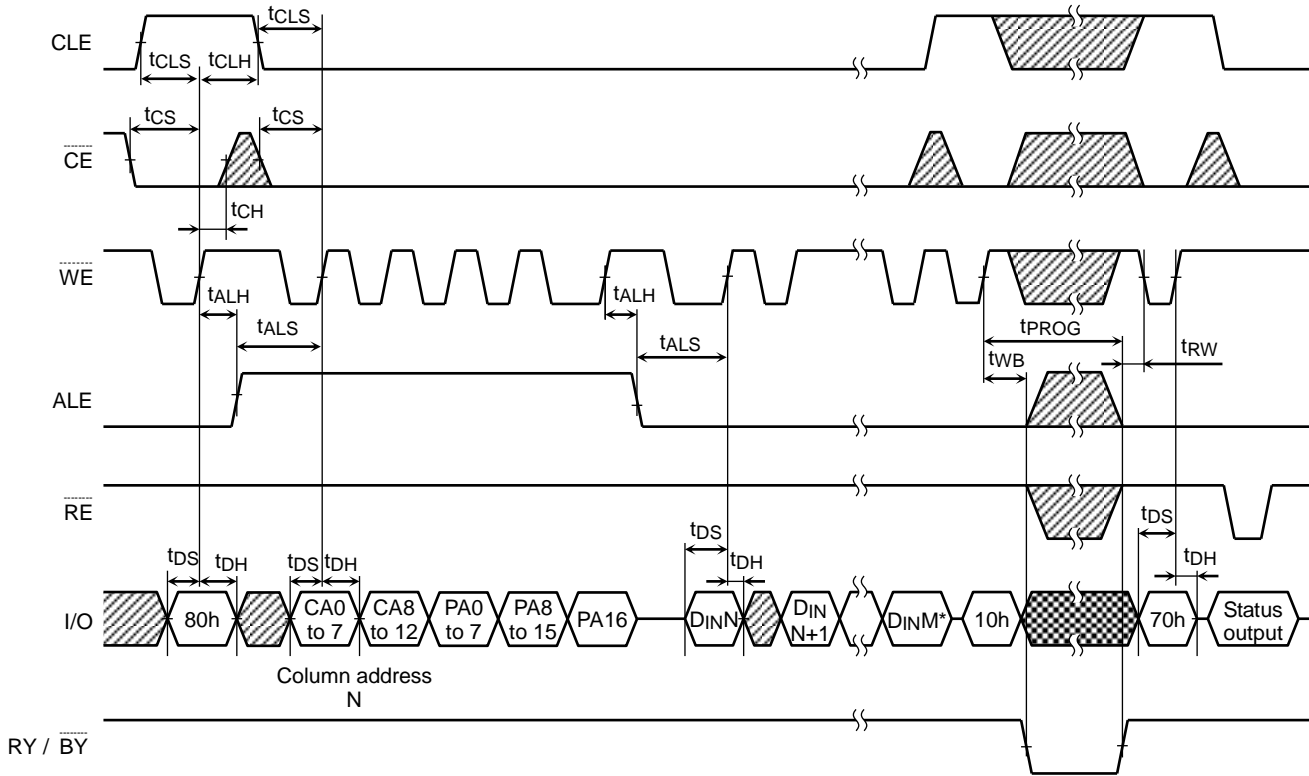 CLE
tCLS
tCLS
tCLH
CE
tCS
tCS
tCH
WE
tALH
tALS
tALH
tALS
tPROG
tWB
tRW
ALE
RE
I/O
tDS
tDH
tDS
tDH
tDS
tDH
tDS
tDH
80h
CA0 to 7
CA8 to 12
PA0 to 7
PA8 to 15
PA16
DINN
DIN N+1
DINM*
10h
70h
Status output
Column address
N
RY / BY